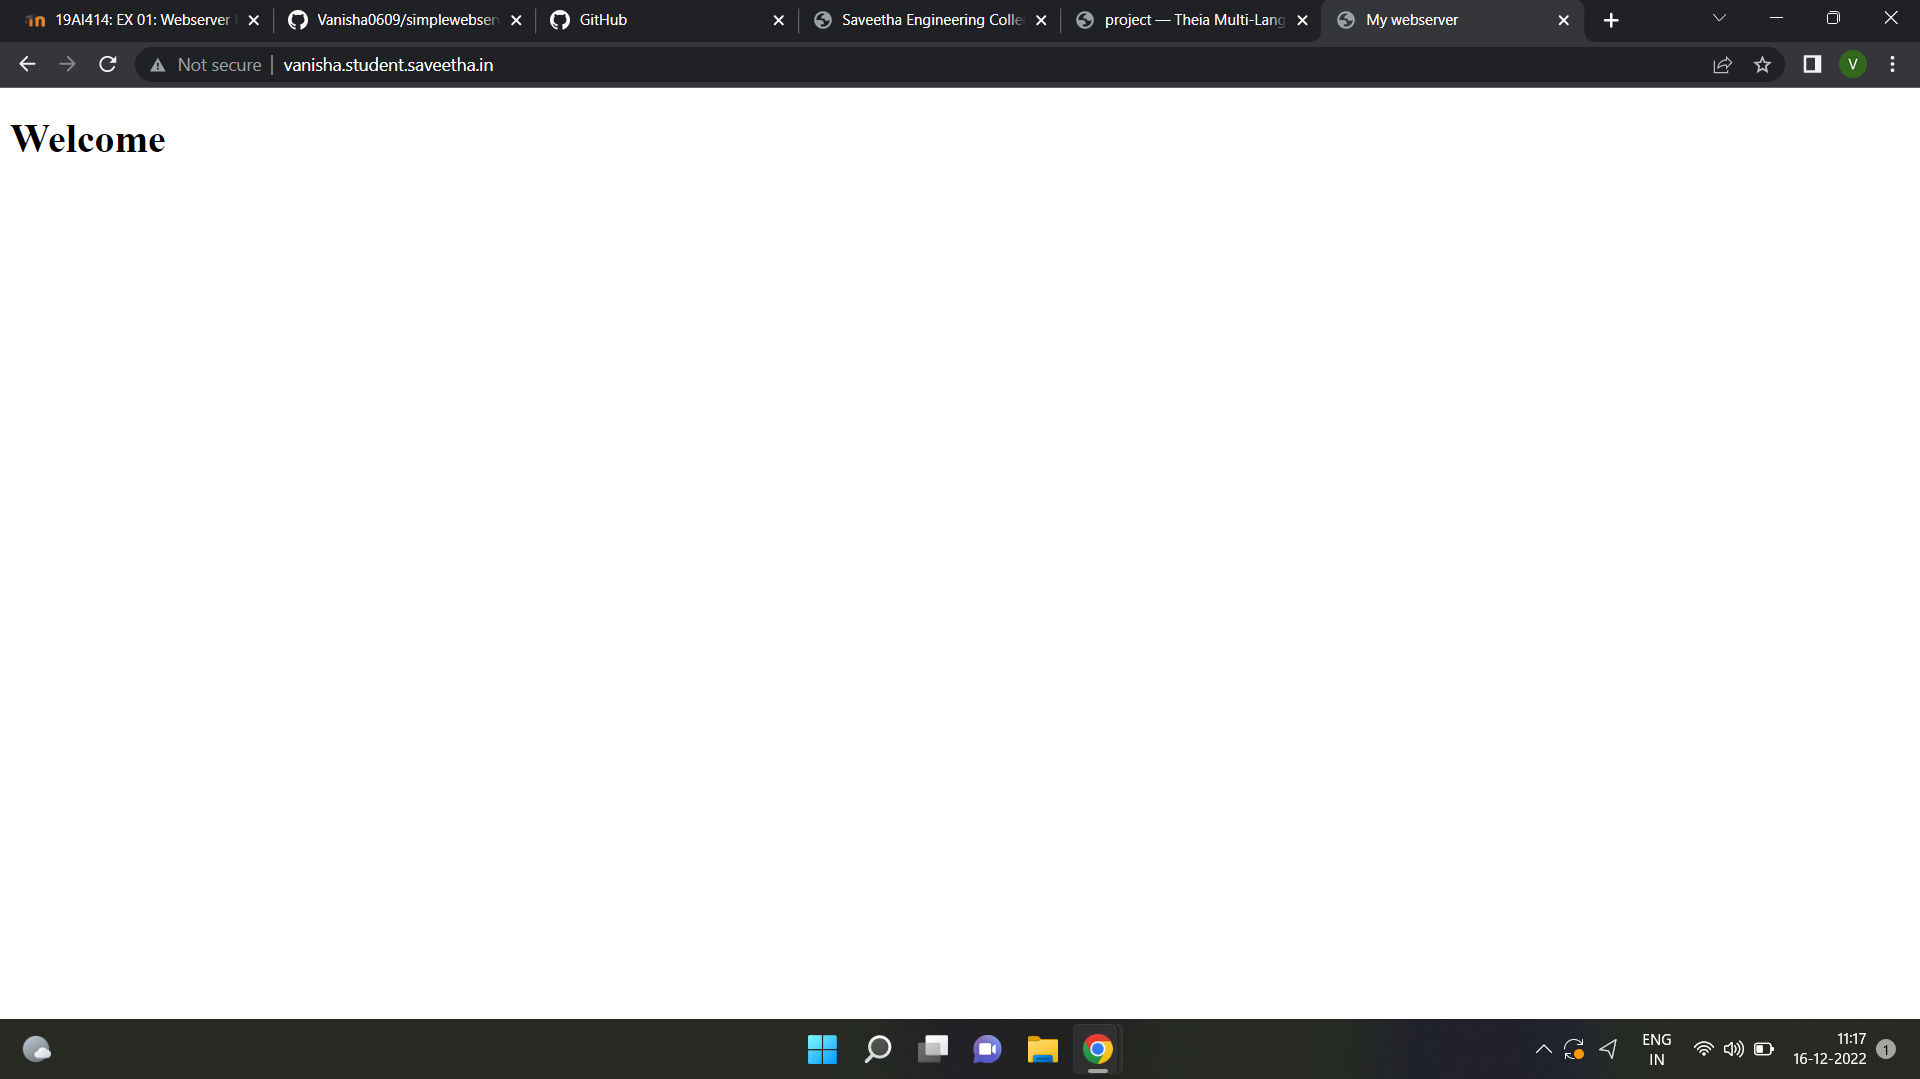 19AI414: EX 01: Webserver
Vanisha0609/simplewebser
GitHub
Saveetha Engineering Colle
project — Theia Multi-Lang
My webserver
Not secure
vanisha.student.saveetha.in
V
Welcome
ENG
IN
11:17
16-12-2022
1